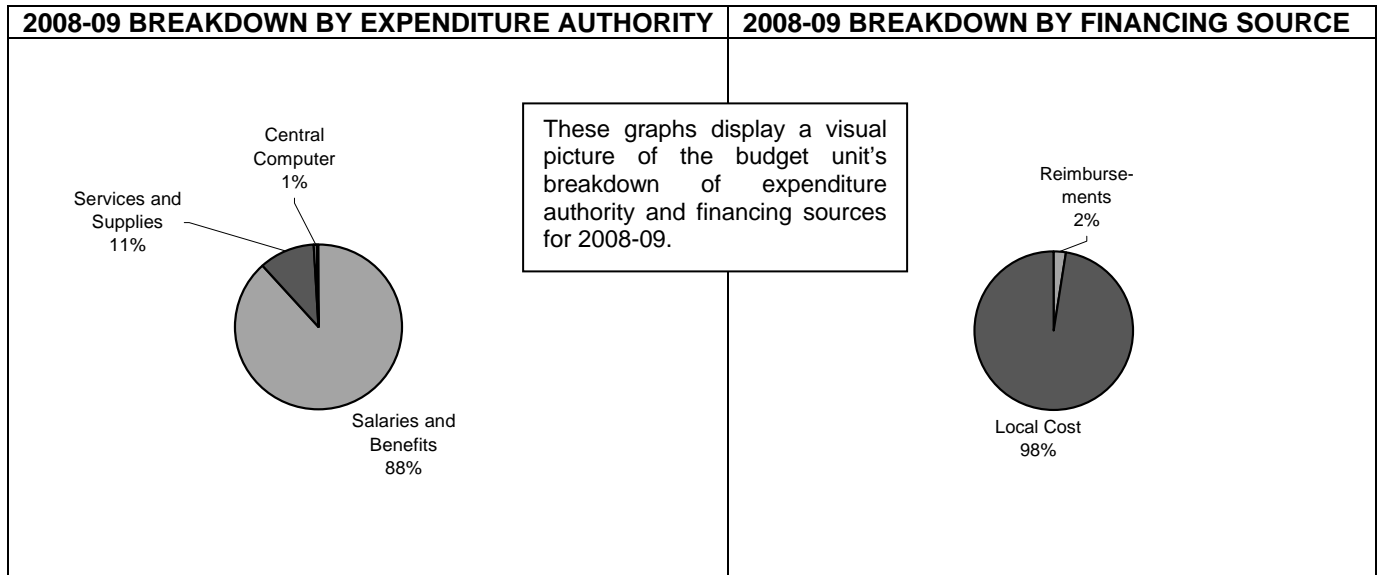 2008-09 BREAKDOWN BY EXPENDITURE AUTHORITY
2008-09 BREAKDOWN BY FINANCING SOURCE
These graphs display a visual
picture of the budget unit's
breakdown of expenditure
authority and financing sources
for 2008-09.
Central
Computer
1%
Services and
Supplies
11%
Salaries and
Benefits
88%
Reimburse-
ments
2%
Local Cost
98%